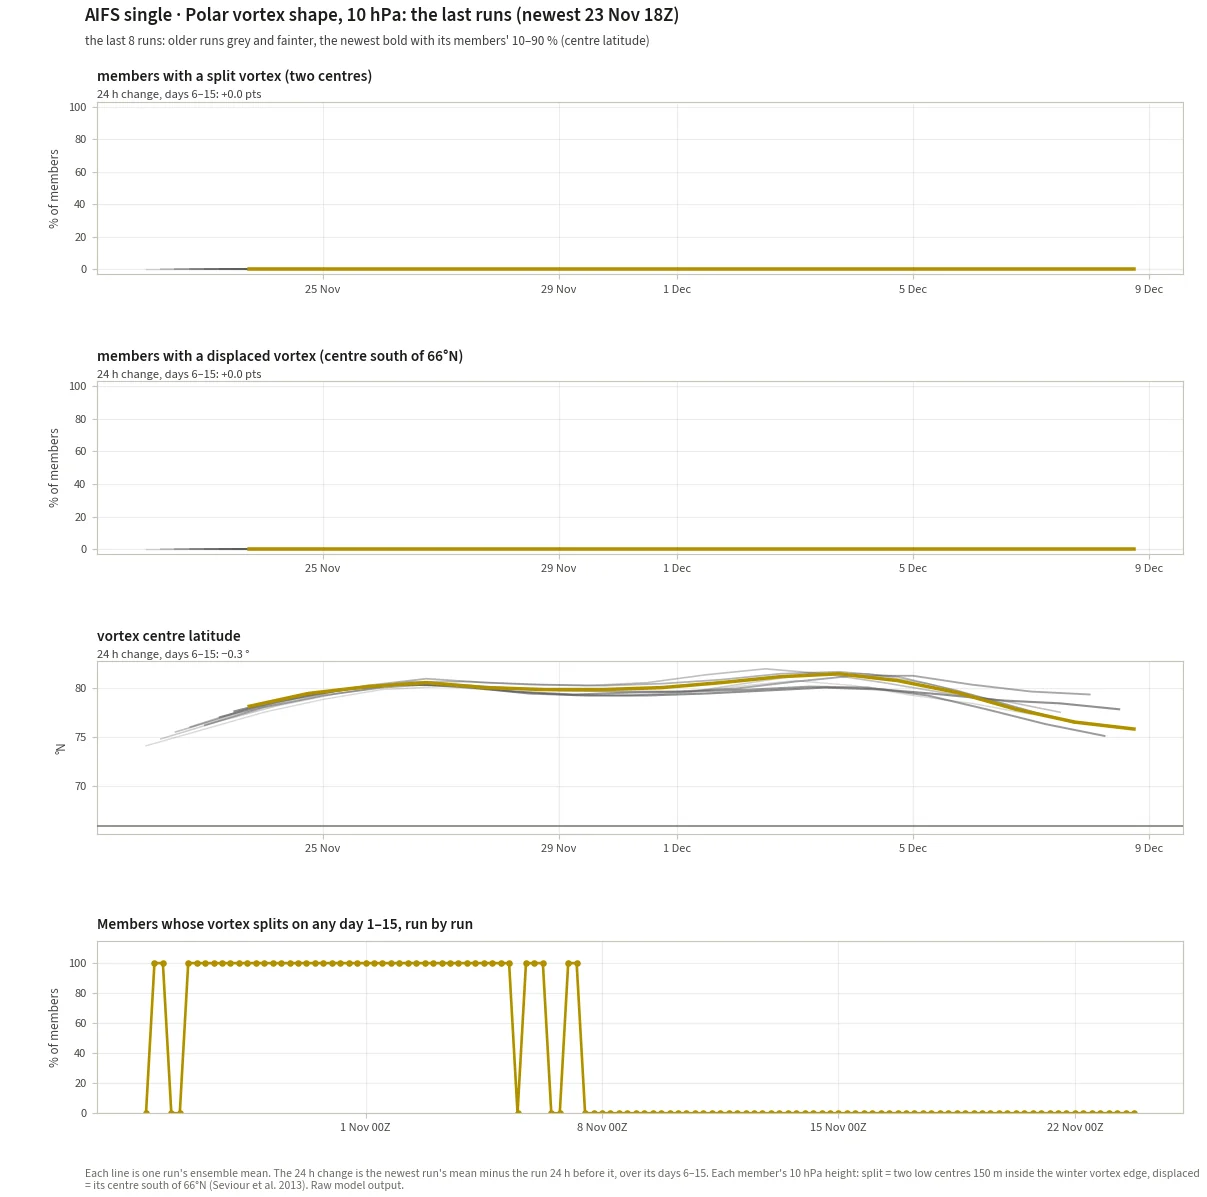 AIFS single · Polar vortex shape, 10 hPa: the last runs (newest 23 Nov 18Z)
the last 8 runs: older runs grey and fainter, the newest bold with its members' 10–90 % (centre latitude)
members with a split vortex (two centres)
24 h change, days 6–15: +0.0 pts
100
80
60
40
20
0
% of members
25 Nov
29 Nov
1 Dec
5 Dec
9 Dec
members with a displaced vortex (centre south of 66°N)
24 h change, days 6–15: +0.0 pts
100
80
60
40
20
0
% of members
25 Nov
29 Nov
1 Dec
5 Dec
9 Dec
vortex centre latitude
24 h change, days 6–15: −0.3 °
80
75
70
°N
25 Nov
29 Nov
1 Dec
5 Dec
9 Dec
Members whose vortex splits on any day 1–15, run by run
100
80
60
40
20
0
% of members
1 Nov 00Z
8 Nov 00Z
15 Nov 00Z
22 Nov 00Z
Each line is one run's ensemble mean. The 24 h change is the newest run's mean minus the run 24 h before it, over its days 6–15. Each member's 10 hPa height: split = two low centres 150 m inside the winter vortex edge, displaced
= its centre south of 66°N (Seviour et al. 2013). Raw model output.